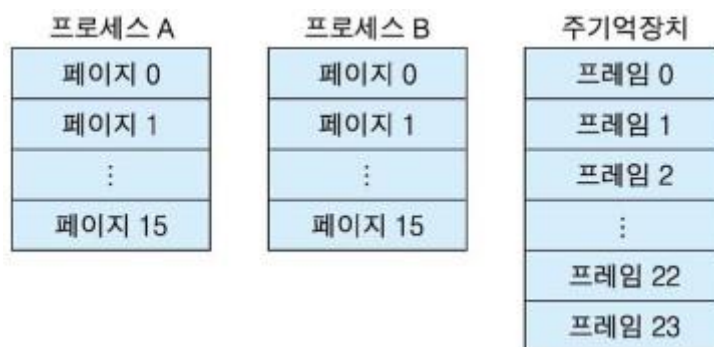 프로세스 A
페이지 0
페이지 1
⋮
페이지 15
프로세스 B
페이지 0
페이지 1
⋮
페이지 15
주기억장치
프레임 0
프레임 1
프레임 2
⋮
프레임 22
프레임 23